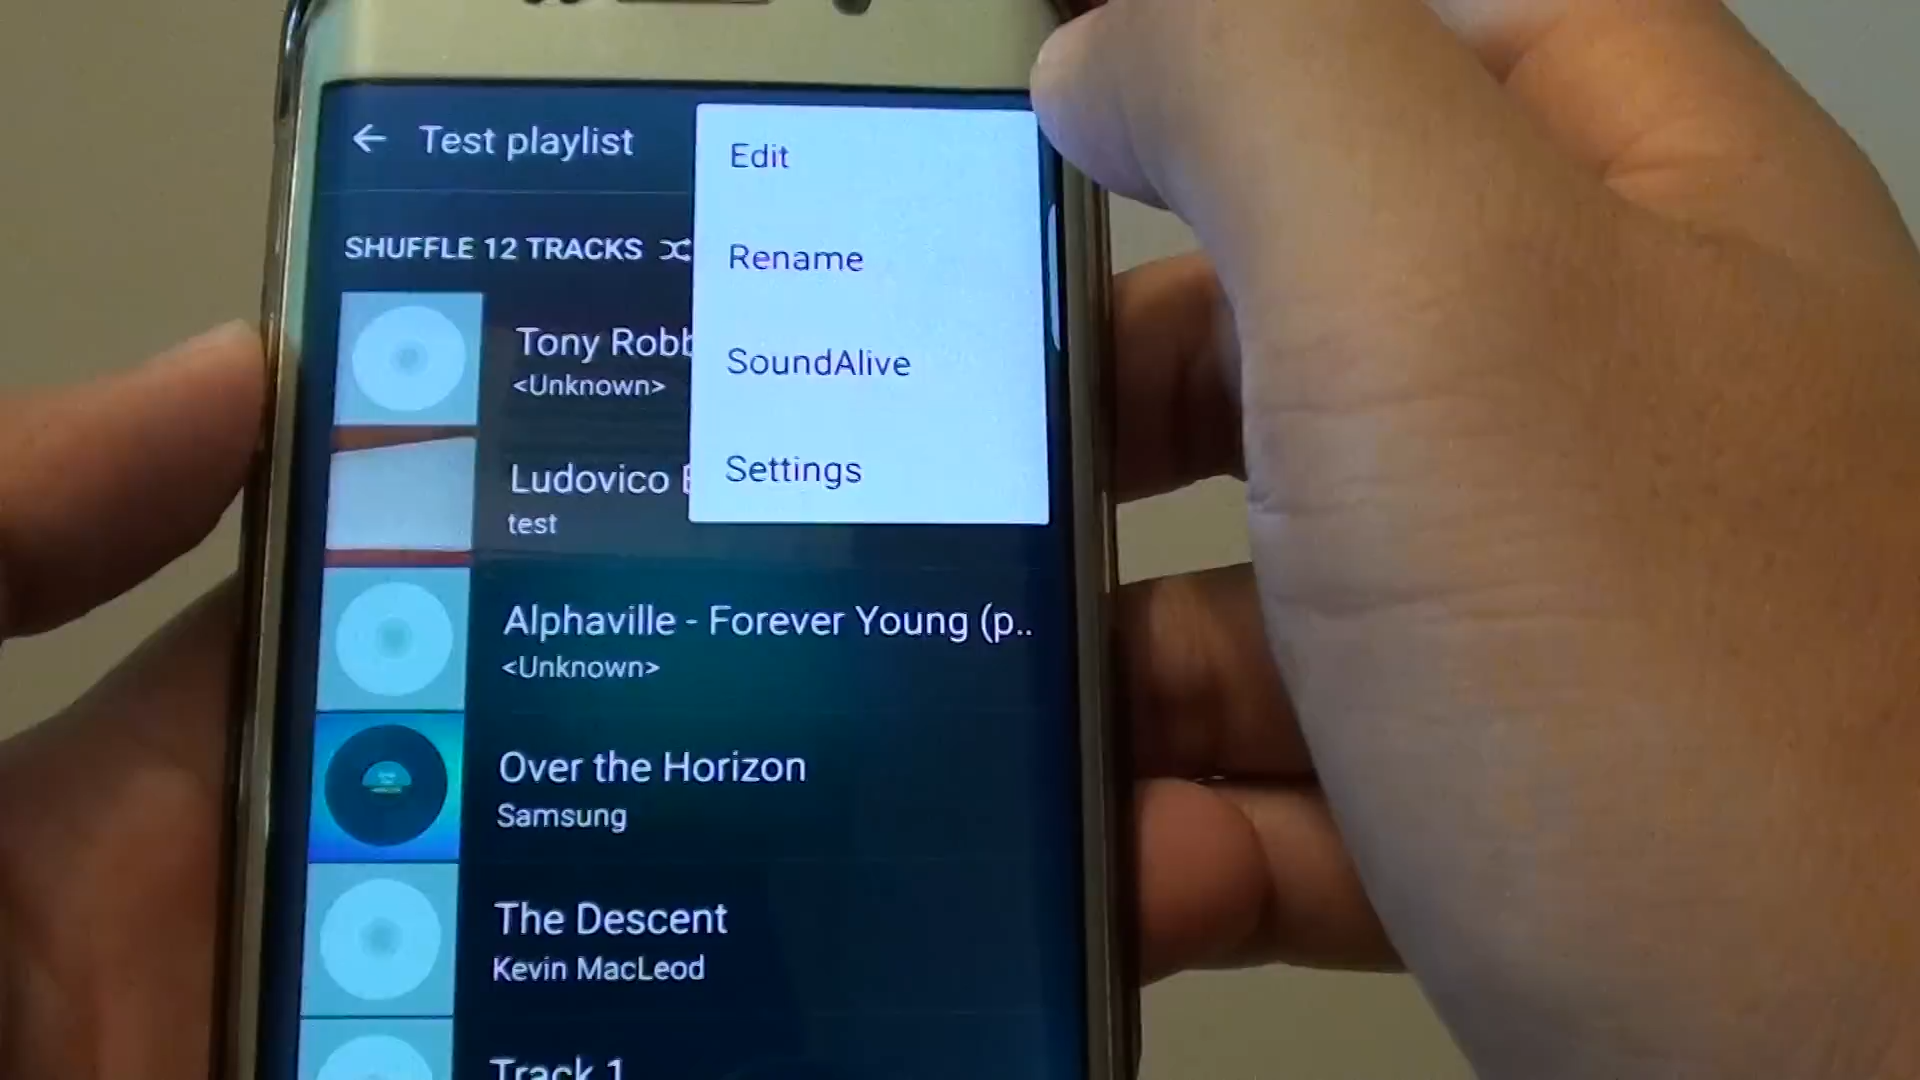 Test playlist
Edit
Rename
SoundAlive
Settings
SHUFFLE 12 TRACKS
Tony Robb
<Unknown>
Ludovico
test
Alphaville - Forever Young (p..
<Unknown>
Over the Horizon
Samsung
The Descent
Kevin MacLeod
Track 1